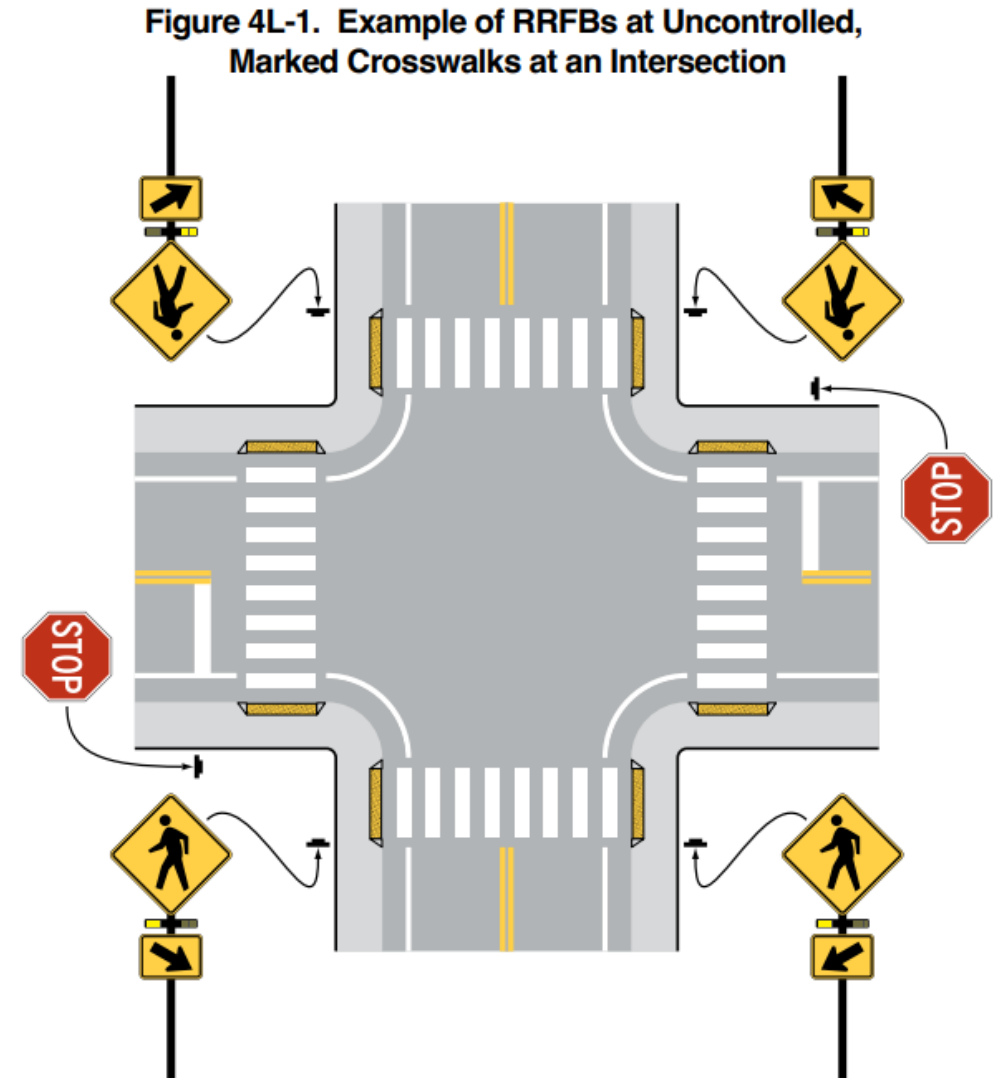 Figure 4L-1. Example of RRFBs at Uncontrolled,
Marked Crosswalks at an Intersection
STOP
STOP